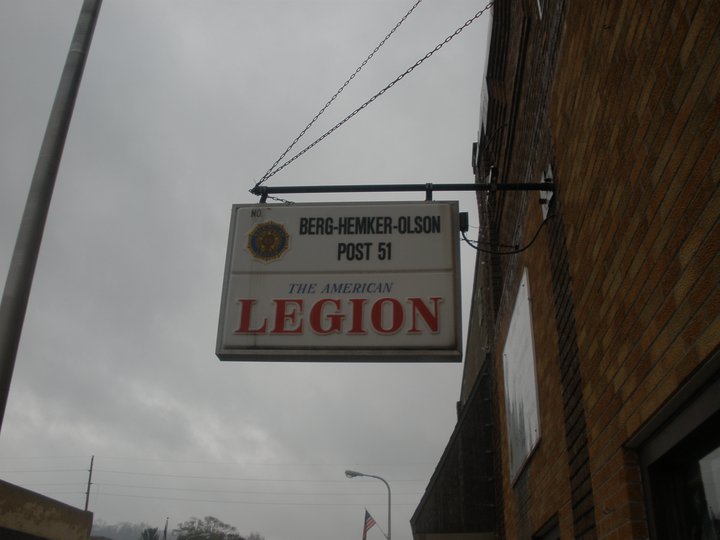 NO.
BERG-HEMKER-OLSON
POST 51
THE AMERICAN
LEGION